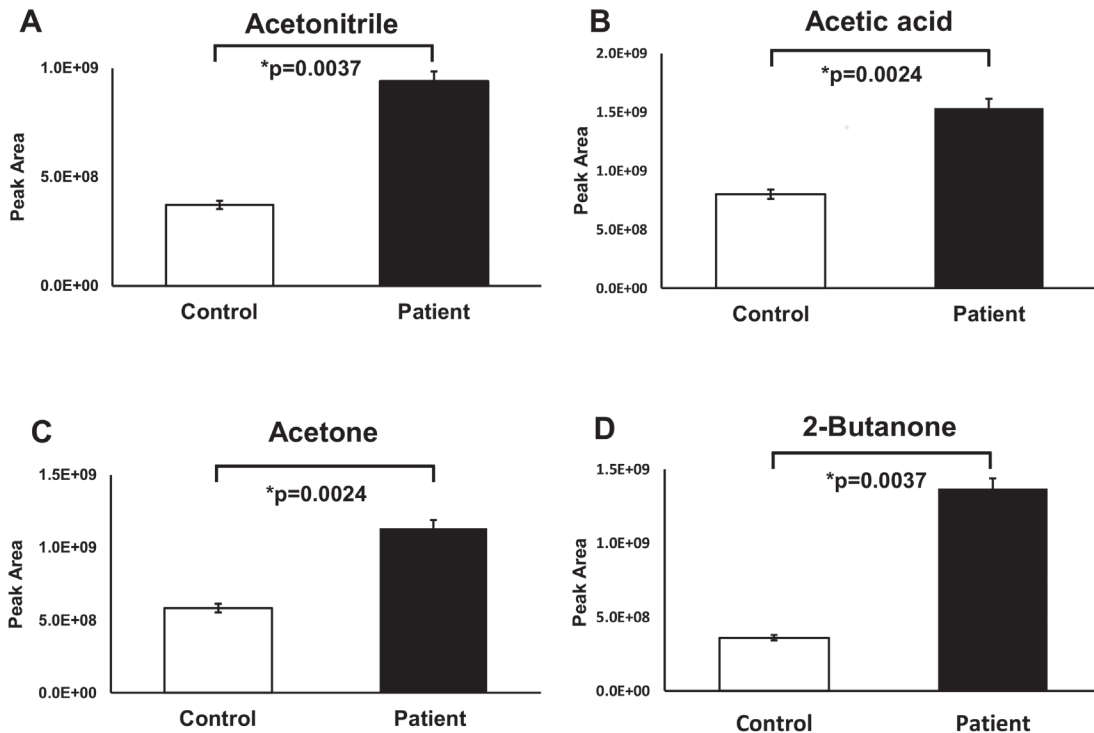 A
Acetonitrile
*p=0.0037
1.0E+09
5.0E+08
0.0E+00
Peak Area
Control Patient
B
Acetic acid
*p=0.0024
2.0E+09
1.5E+09
1.0E+09
5.0E+08
0.0E+00
Peak Area
Control Patient
C
Acetone
*p=0.0024
1.5E+09
1.0E+09
5.0E+08
0.0E+00
Peak Area
Control Patient
D
2-Butanone
*p=0.0037
1.5E+09
1.0E+09
5.0E+08
0.0E+00
Peak Area
Control Patient